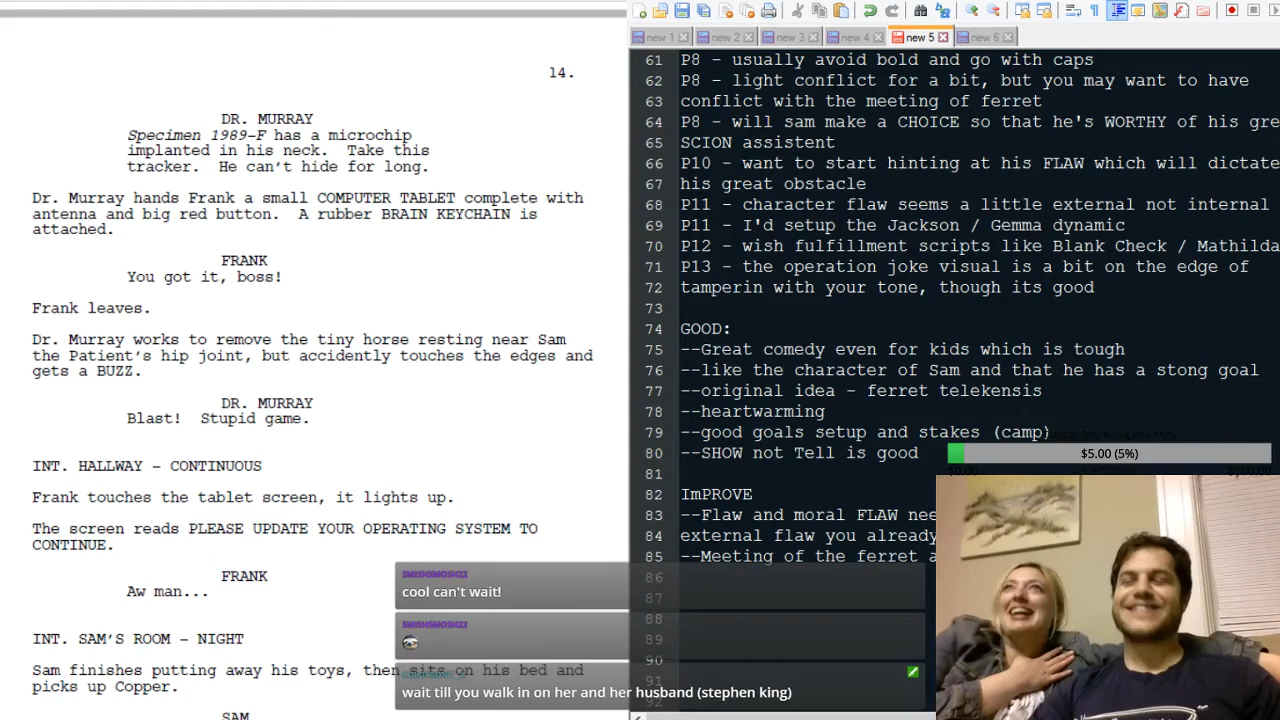 14.
DR. MURRAY
Specimen 1989-F has a microchip
implanted in his neck. Take this
tracker. He can't hide for long.
Dr. Murray hands Frank a small COMPUTER TABLET complete with
antenna and big red button. A rubber BRAIN KEYCHAIN is
attached.
FRANK
You got it, boss!
Frank leaves.
Dr. Murray works to remove the tiny horse resting near Sam
the Patient's hip joint, but accidently touches the edges and
gets a BUZZ.
DR. MURRAY
Blast! Stupid game.
INT. HALLWAY - CONTINUOUS
Frank touches the tablet screen, it lights up.
The screen reads PLEASE UPDATE YOUR OPERATING SYSTEM TO
CONTINUE.
FRANK
Aw man...
INT. SAM'S ROOM - NIGHT
Sam finishes putting away his toys, then sits on his bed and
picks up Copper.
SAM
new 1
new 2
new 3
new 4
new 5
new 6
61 P8 - usually avoid bold and go with caps
62 P8 - light conflict for a bit, but you may want to have
63 conflict with the meeting of ferret
64 P8 - will sam make a CHOICE so that he's WORTHY of his gre
65 SCION assistent
66 P10 - want to start hinting at his FLAW which will dictate
67 his great obstacle
68 P11 - character flaw seems a little external not internal
69 P11 - I'd setup the Jackson / Gemma dynamic
70 P12 - wish fulfillment scripts like Blank Check / Mathilda
71 P13 - the operation joke visual is a bit on the edge of
72 tamperin with your tone, though its good
73
74 GOOD:
75 --Great comedy even for kids which is tough
76 --like the character of Sam and that he has a stong goal
77 --original idea - ferret telekensis
78 --heartwarming
79 --good goals setup and stakes (camp)
80 --SHOW not Tell is good
81
82 ImPROVE
83 --Flaw and moral FLAW nee
84 external flaw you already
85 --Meeting of the ferret a
86
87
88
89
90
91
92
$5.00 (5%)
SMISHSMOSH22
cool can't wait!
SMISHSMOSH22
wait till you walk in on her and her husband (stephen king)